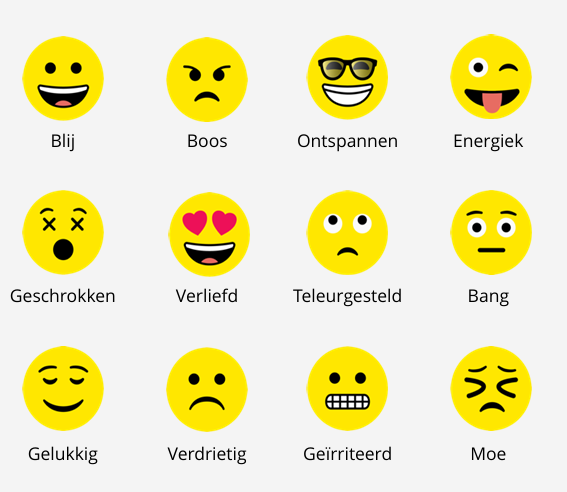 Blij
Boos
Ontspannen
Energiek
Geschrokken
Verliefd
Teleurgesteld
Bang
Gelukkig
Verdrietig
Geïrriteerd
Moe